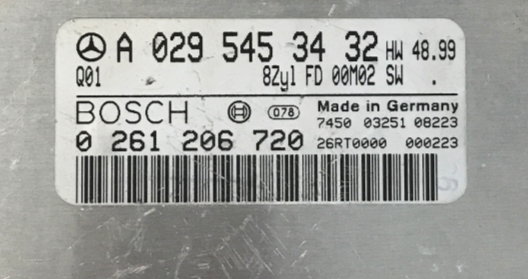 A 029 545 34 32 HW 48.99
Q01 8Zyl FD 00M02 SW .
BOSCH 078 Made in Germany
7450 03251 08223
0 261 206 720 26RT0000 000223